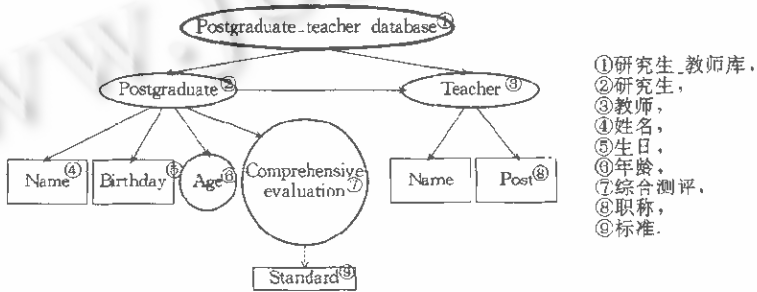 Postgraduate_teacher database①
Postgraduate②
Teacher③
Name④
Birthday⑤
Age⑥
Comprehensive
evaluation⑦
Name
Post⑧
Standard⑨
①研究生_教师库,
②研究生,
③教师,
④姓名,
⑤生日,
⑥年龄,
⑦综合测评,
⑧职称,
⑨标准.